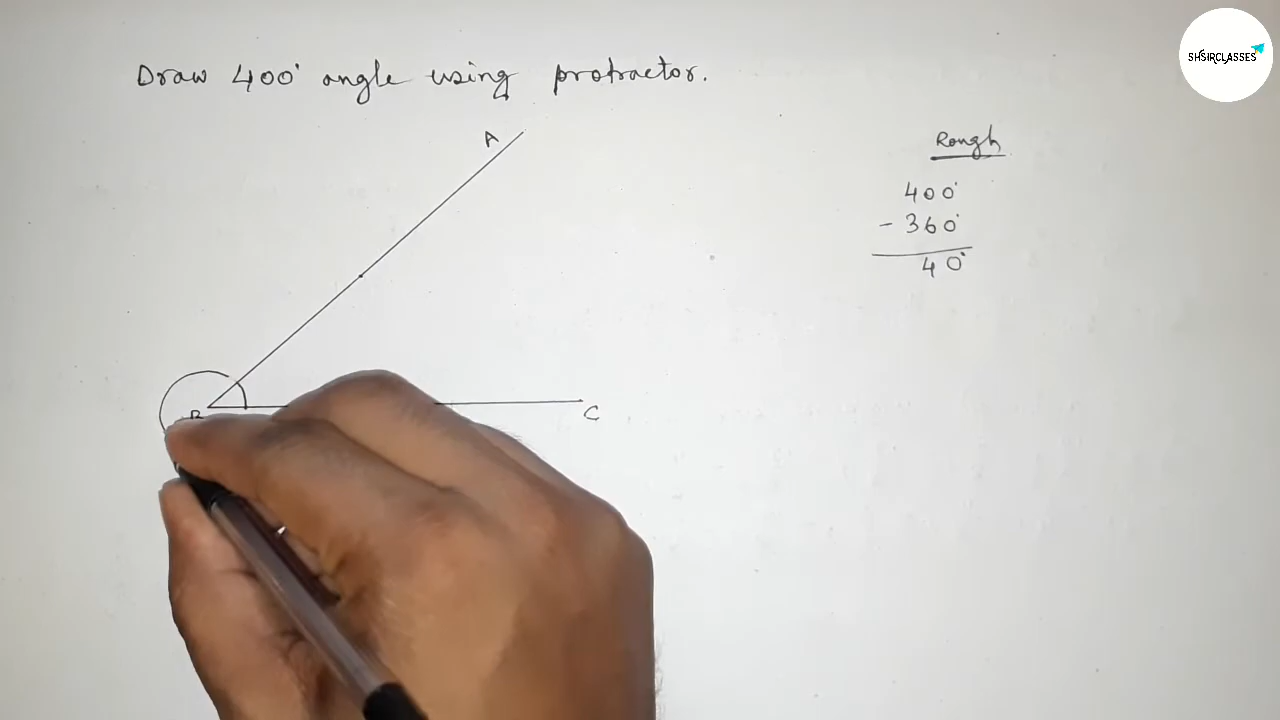 Draw 400° angle using protractor.
SHSIRCLASSES
A
Rough
400°
- 360°
40°
B
C